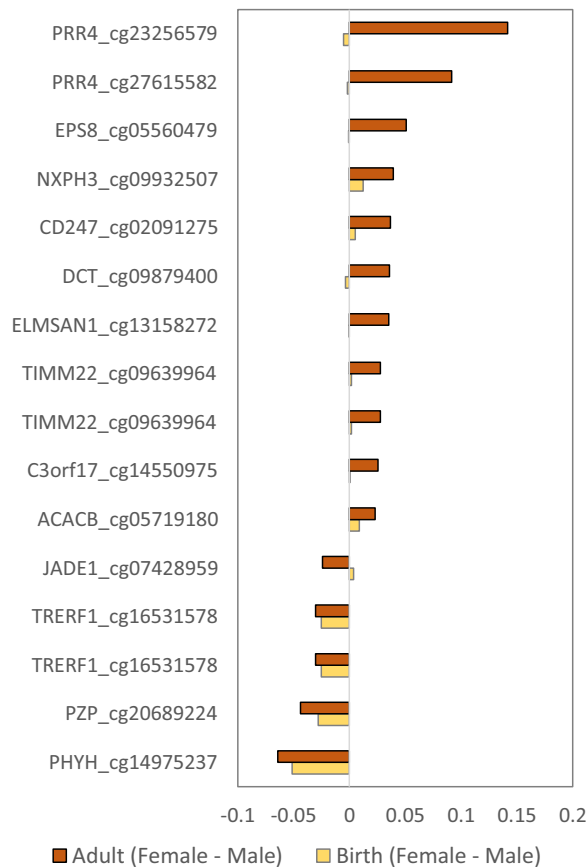 PRR4_cg23256579
PRR4_cg27615582
EPS8_cg05560479
NXPH3_cg09932507
CD247_cg02091275
DCT_cg09879400
ELMSAN1_cg13158272
TIMM22_cg09639964
TIMM22_cg09639964
C3orf17_cg14550975
ACACB_cg05719180
JADE1_cg07428959
TRERF1_cg16531578
TRERF1_cg16531578
PZP_cg20689224
PHYH_cg14975237
-0.1 -0.05 0 0.05 0.1 0.15 0.2
Adult (Female - Male) Birth (Female - Male)